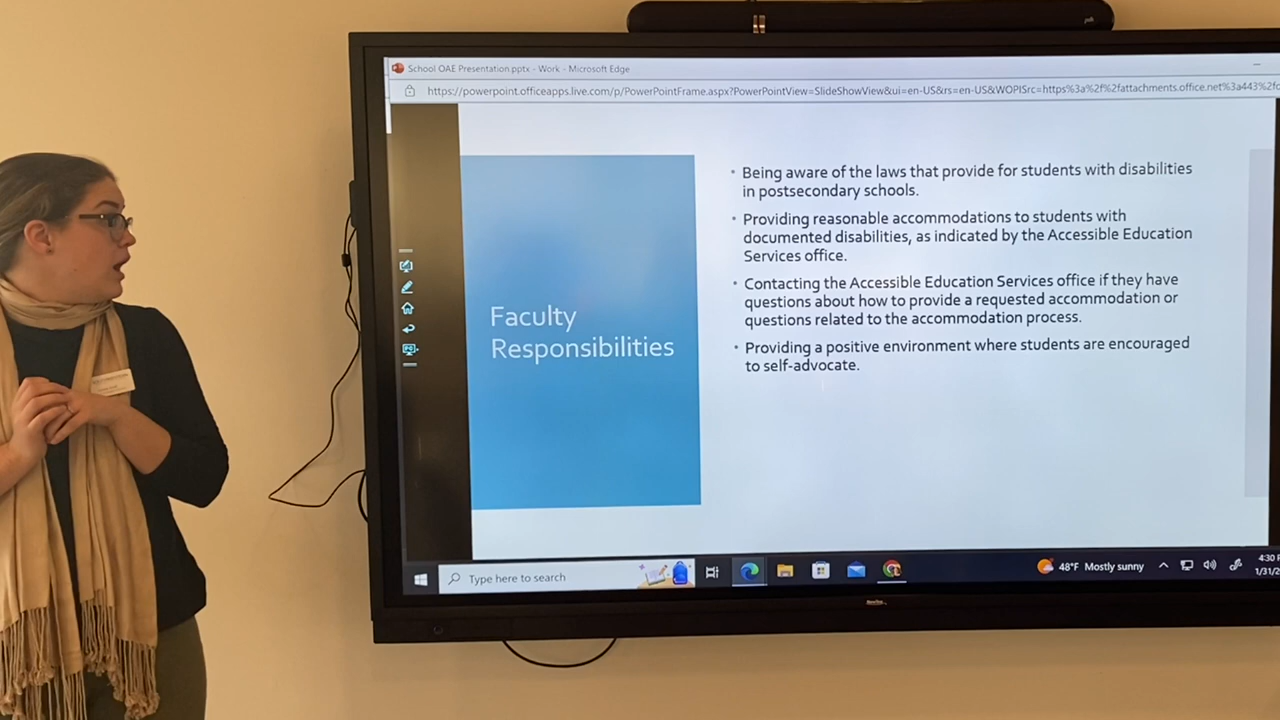 School OAE Presentation.pptx - Work - Microsoft Edge
https://powerpoint.officeapps.live.com/p/PowerPointFrame.aspx?PowerPointView=SlideShowView&ui=en-US&rs=en-US&WOPISrc=https%3a%2f%2fattachments.office.net%3a443%2fo
Faculty
Responsibilities
• Being aware of the laws that provide for students with disabilities
in postsecondary schools.
• Providing reasonable accommodations to students with
documented disabilities, as indicated by the Accessible Education
Services office.
• Contacting the Accessible Education Services office if they have
questions about how to provide a requested accommodation or
questions related to the accommodation process.
• Providing a positive environment where students are encouraged
to self-advocate.
Type here to search
48°F Mostly sunny
4:30 P
1/31/2